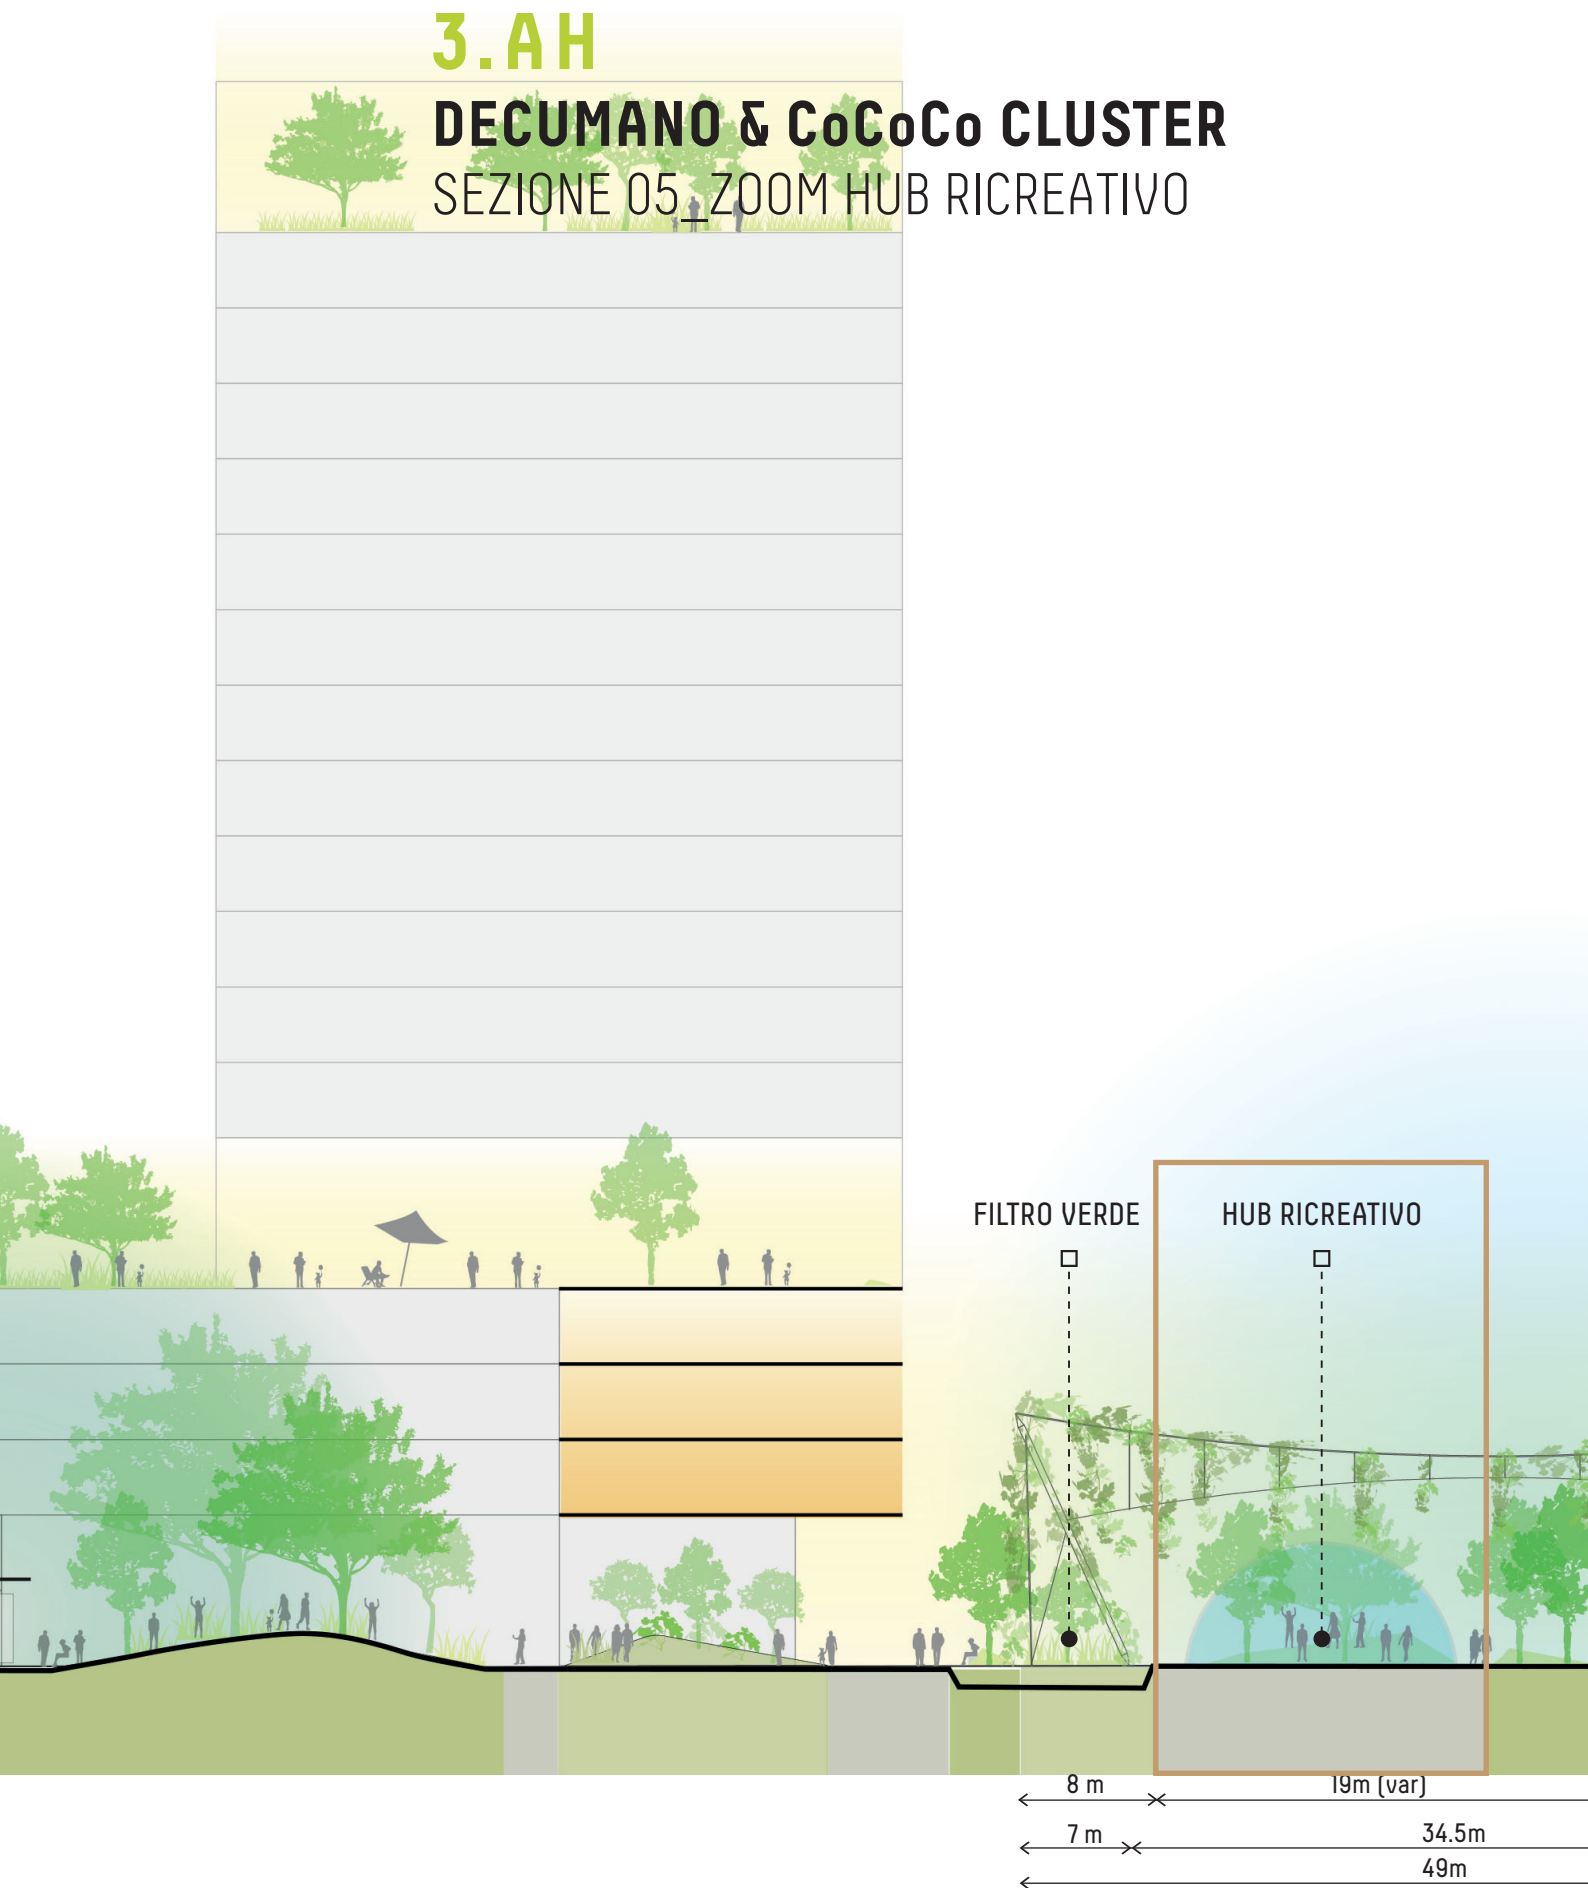 3.AH
DECUMANO & CoCoCo CLUSTER
SEZIONE 05_ZOOM HUB RICREATIVO
FILTRO VERDE
HUB RICREATIVO
8 m
19m (var)
7 m
34.5m
49m